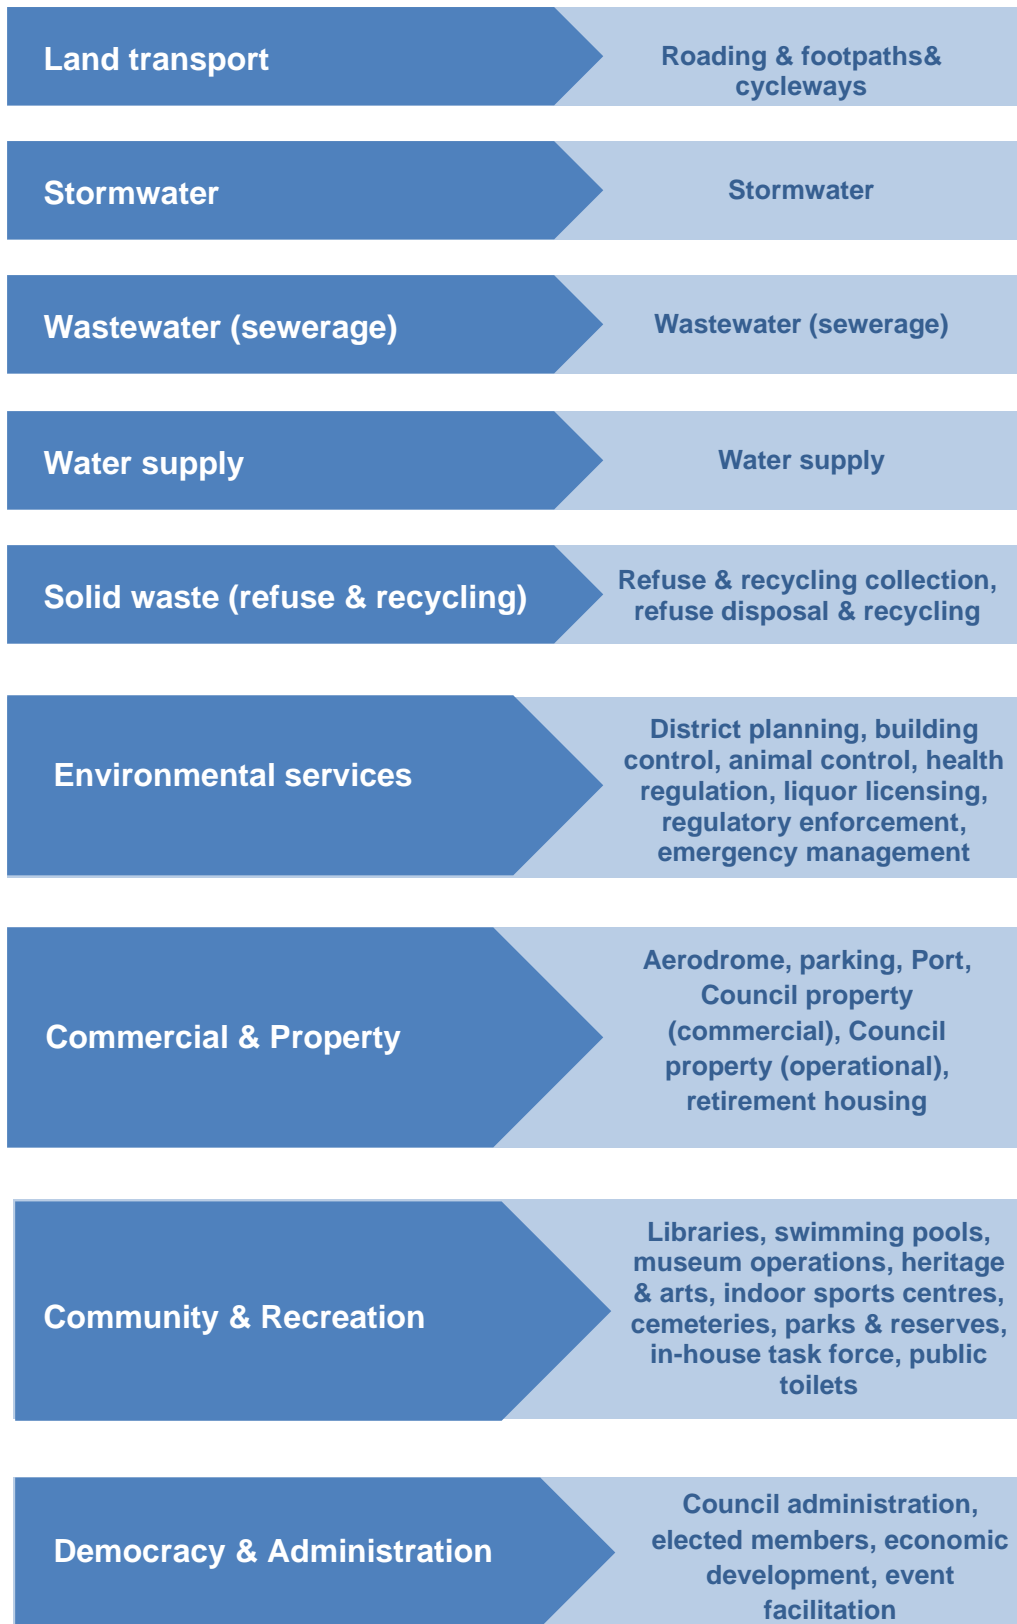 Land transport
Roading & footpaths&
cycleways
Stormwater
Stormwater
Wastewater (sewerage)
Wastewater (sewerage)
Water supply
Water supply
Solid waste (refuse & recycling)
Refuse & recycling collection,
refuse disposal & recycling
Environmental services
District planning, building
control, animal control, health
regulation, liquor licensing,
regulatory enforcement,
emergency management
Commercial & Property
Aerodrome, parking, Port,
Council property
(commercial), Council
property (operational),
retirement housing
Community & Recreation
Libraries, swimming pools,
museum operations, heritage
& arts, indoor sports centres,
cemeteries, parks & reserves,
in-house task force, public
toilets
Democracy & Administration
Council administration,
elected members, economic
development, event
facilitation